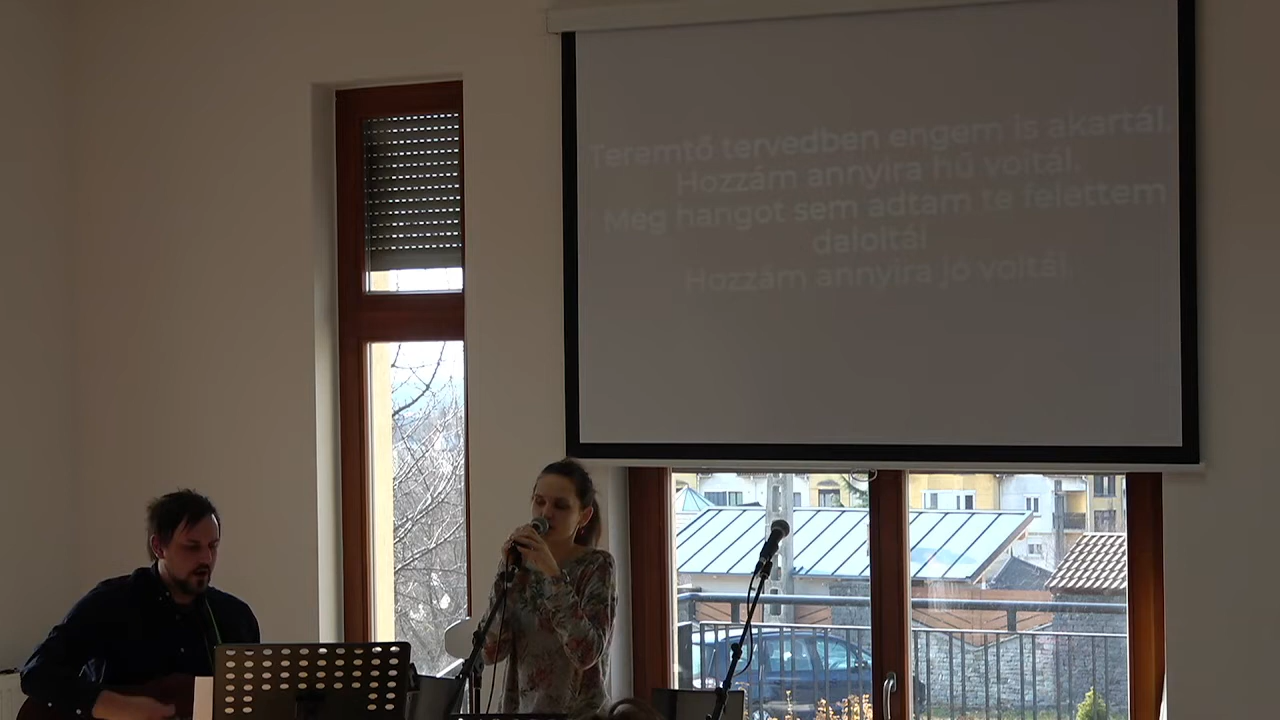 Teremtő tervedben engem is akartál.
Hozzám annyira hű voltál.
Még hangot sem adtam te felettem
daloltál
Hozzám annyira jó voltál